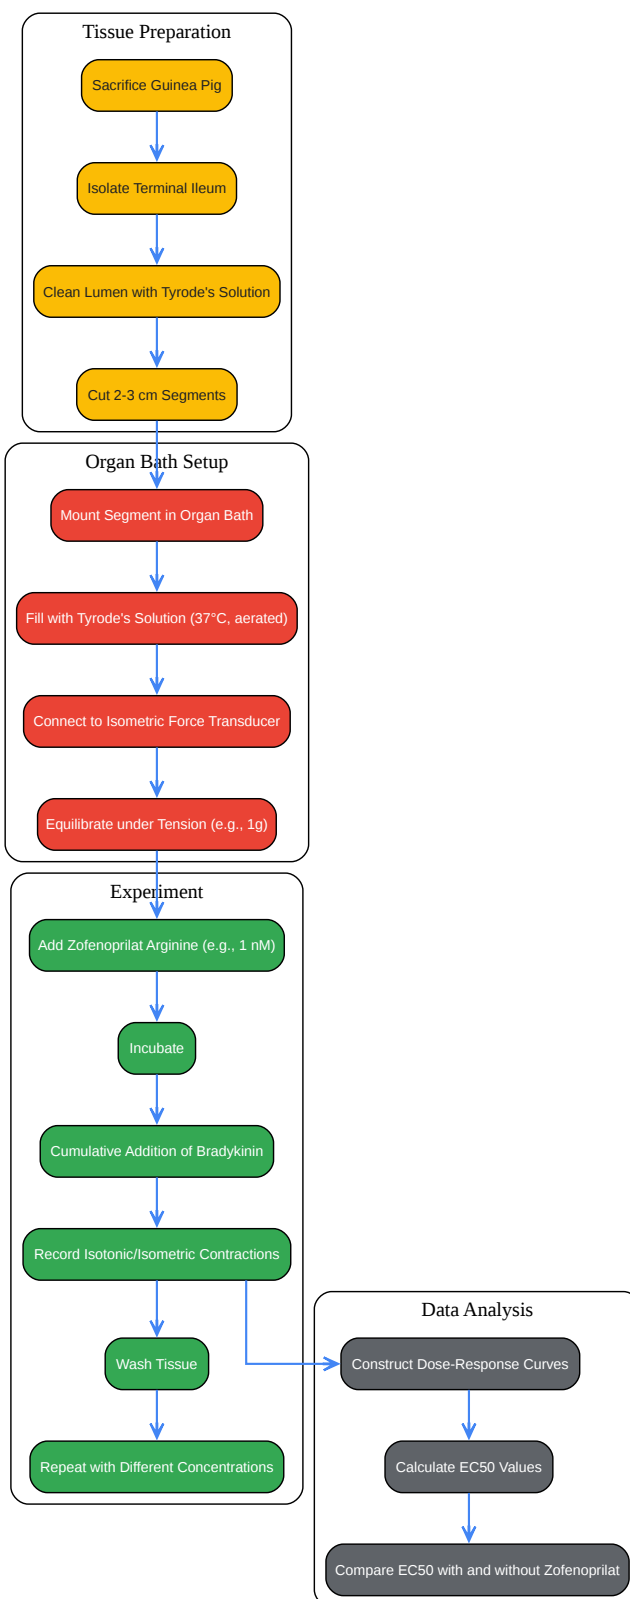 Tissue Preparation
Sacrifice Guinea Pig
Isolate Terminal Ileum
Clean Lumen with Tyrode's Solution
Cut 2-3 cm Segments
Organ Bath Setup
Mount Segment in Organ Bath
Fill with Tyrode's Solution (37°C, aerated)
Connect to Isometric Force Transducer
Equilibrate under Tension (e.g., 1g)
Experiment
Add Zofenoprilat Arginine (e.g., 1 nM)
Incubate
Cumulative Addition of Bradykinin
Record Isotonic/Isometric Contractions
Wash Tissue
Repeat with Different Concentrations
Data Analysis
Construct Dose-Response Curves
Calculate EC50 Values
Compare EC50 with and without Zofenoprilat